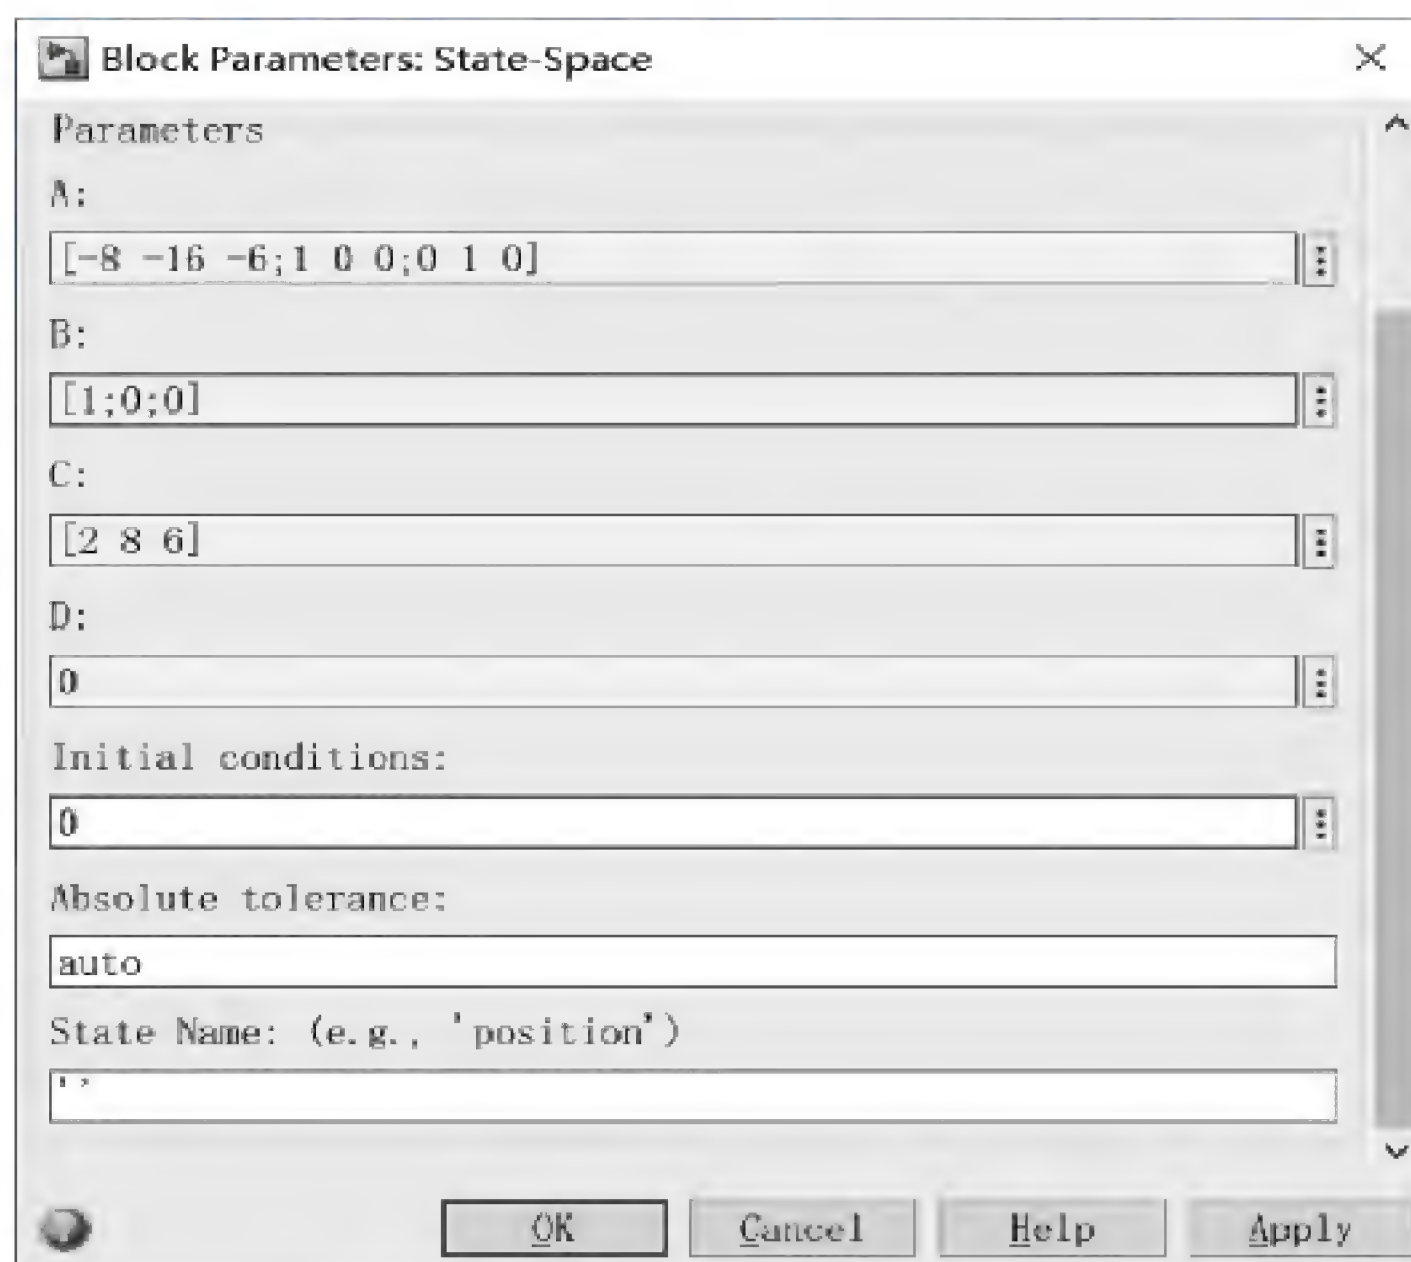 Block Parameters: State-Space
Parameters
A:
[-8 -16 -6;1 0 0;0 1 0]
B:
[1;0;0]
C:
[2 8 6]
D:
0
Initial conditions:
0
Absolute tolerance:
auto
State Name: (e.g., 'position')
''
OK Cancel Help Apply